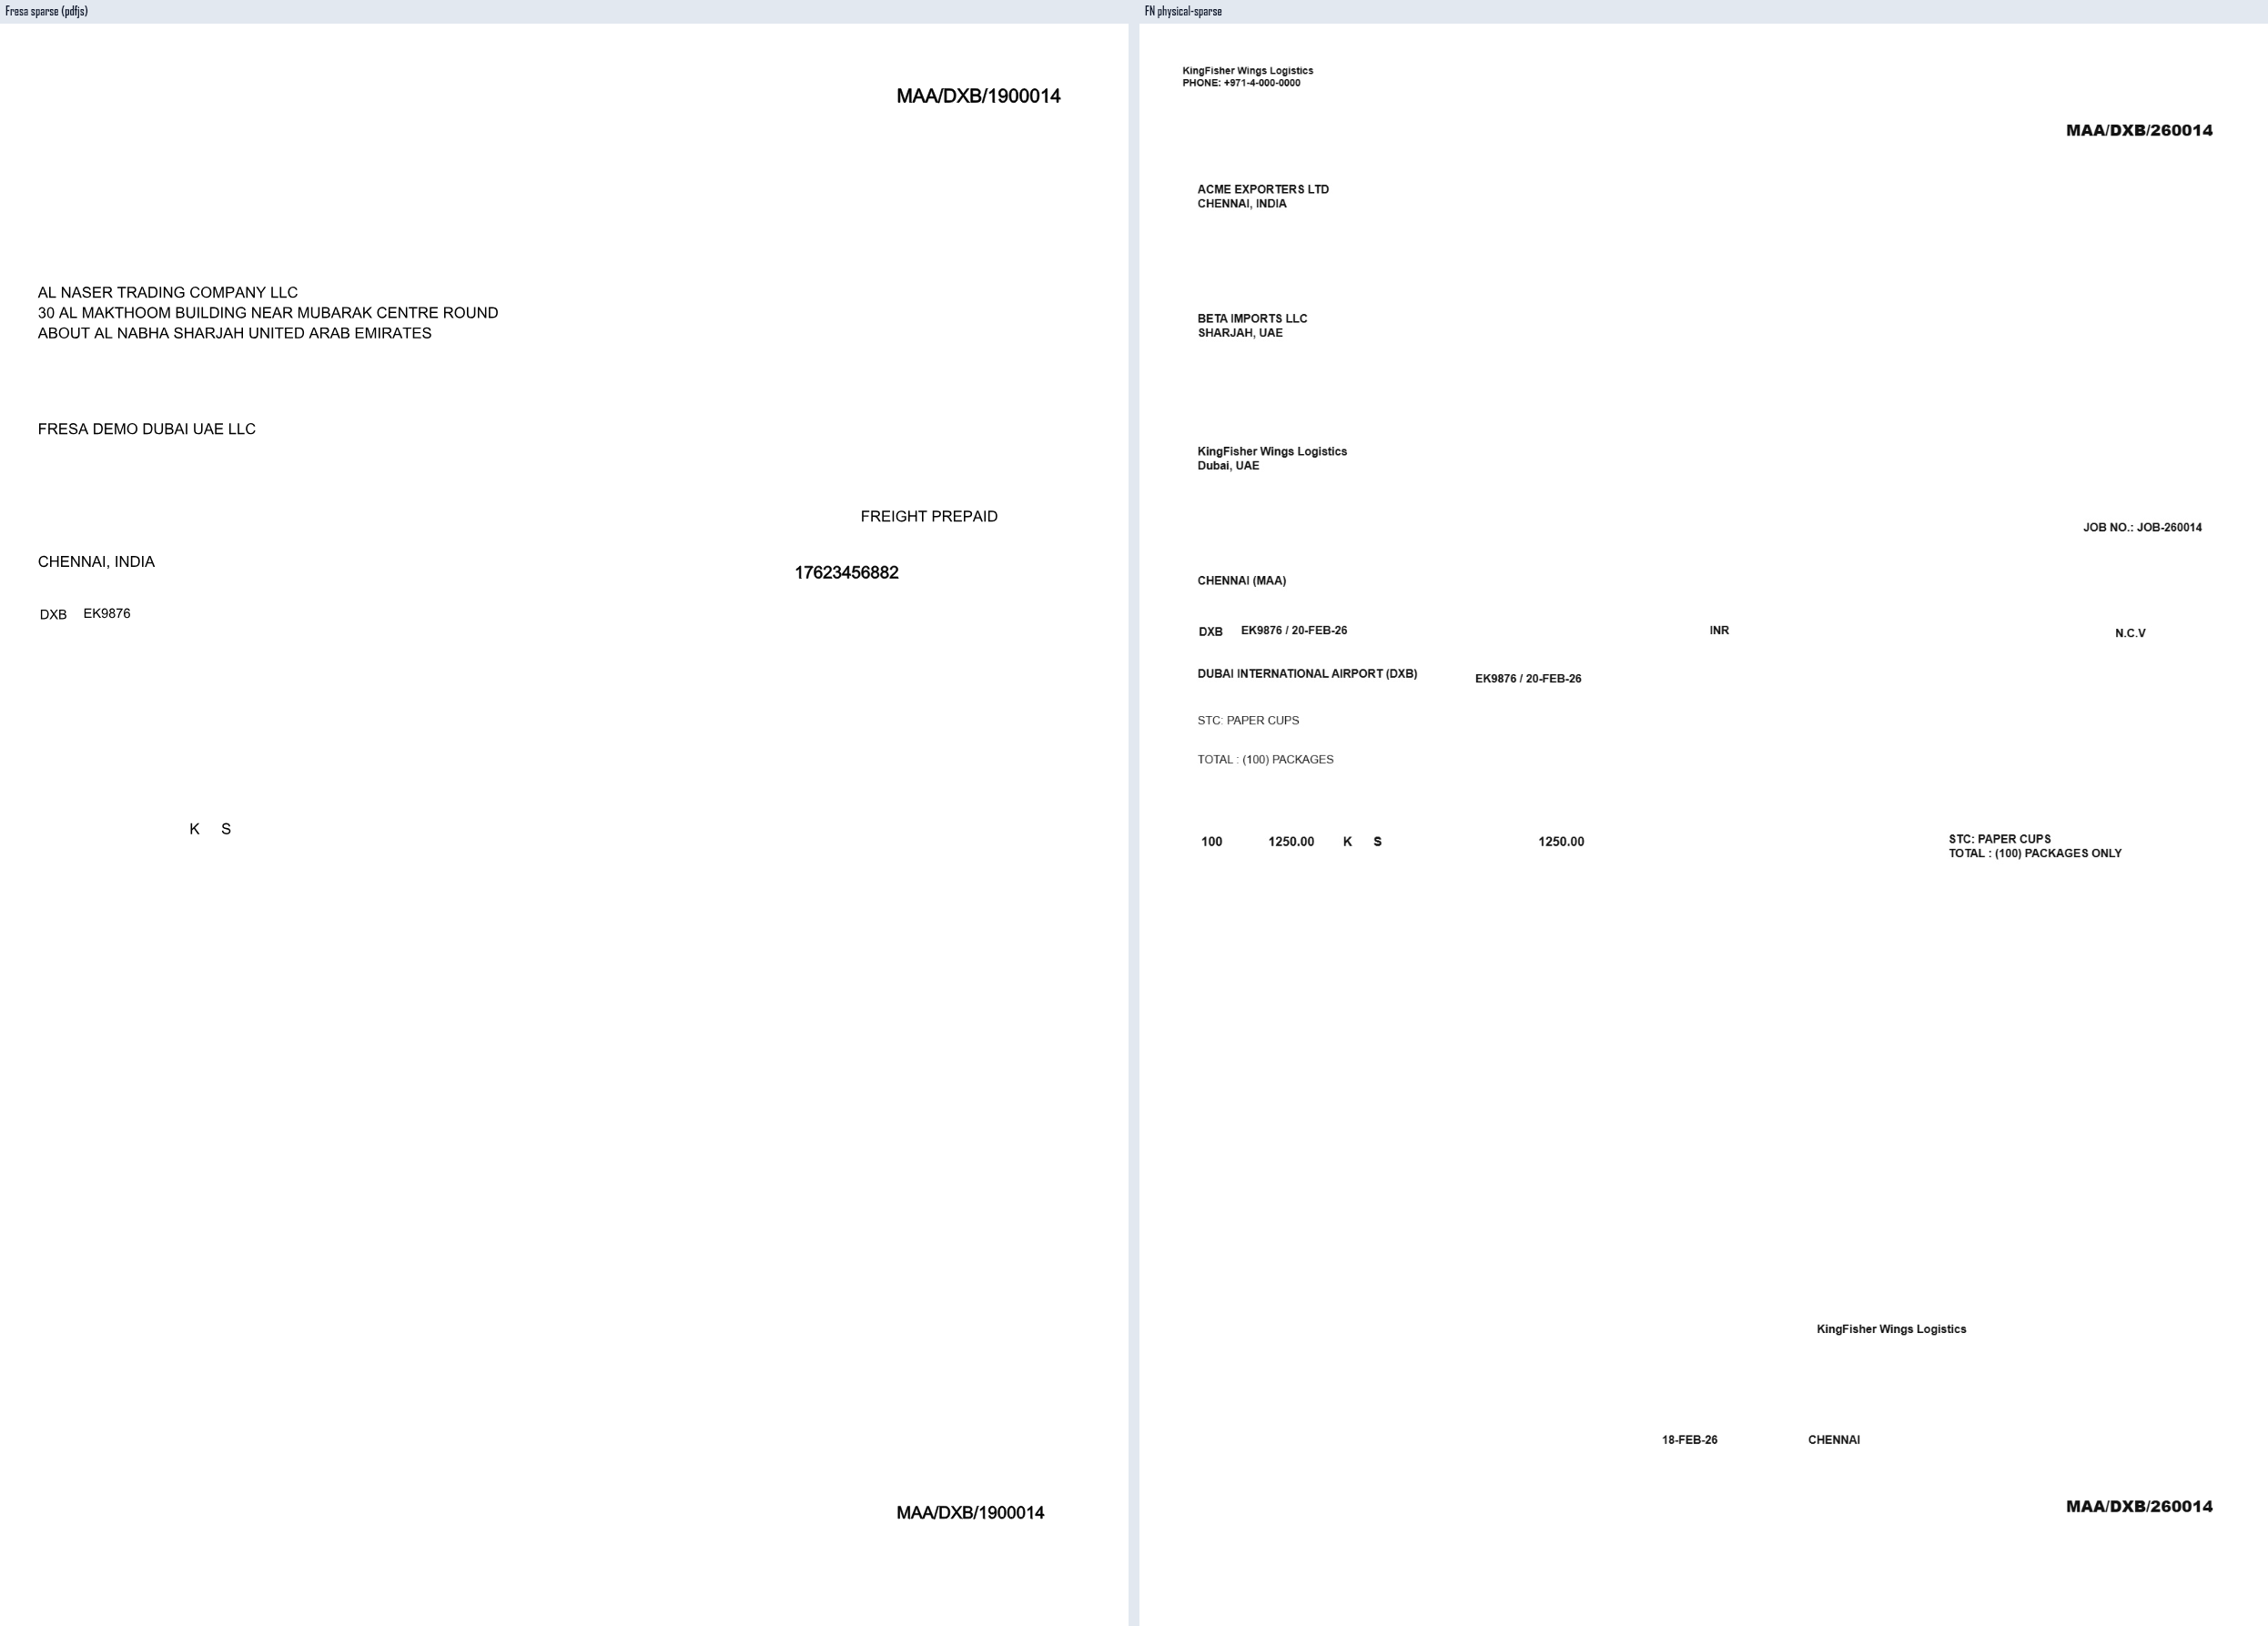 Fresa sparse (pdfjs)
MAA/DXB/1900014
AL NASER TRADING COMPANY LLC
30 AL MAKTHOOM BUILDING NEAR MUBARAK CENTRE ROUND
ABOUT AL NABHA SHARJAH UNITED ARAB EMIRATES
FRESA DEMO DUBAI UAE LLC
FREIGHT PREPAID
CHENNAI, INDIA
17623456882
DXB EK9876
K S
MAA/DXB/1900014
FN physical-sparse
KingFisher Wings Logistics
PHONE: +971-4-000-0000
MAA/DXB/260014
ACME EXPORTERS LTD
CHENNAI, INDIA
BETA IMPORTS LLC
SHARJAH, UAE
KingFisher Wings Logistics
Dubai, UAE
JOB NO.: JOB-260014
CHENNAI (MAA)
DXB EK9876 / 20-FEB-26 INR N.C.V
DUBAI INTERNATIONAL AIRPORT (DXB) EK9876 / 20-FEB-26
STC: PAPER CUPS
TOTAL : (100) PACKAGES
100 1250.00 K S 1250.00 STC: PAPER CUPS
TOTAL : (100) PACKAGES ONLY
KingFisher Wings Logistics
18-FEB-26 CHENNAI
MAA/DXB/260014